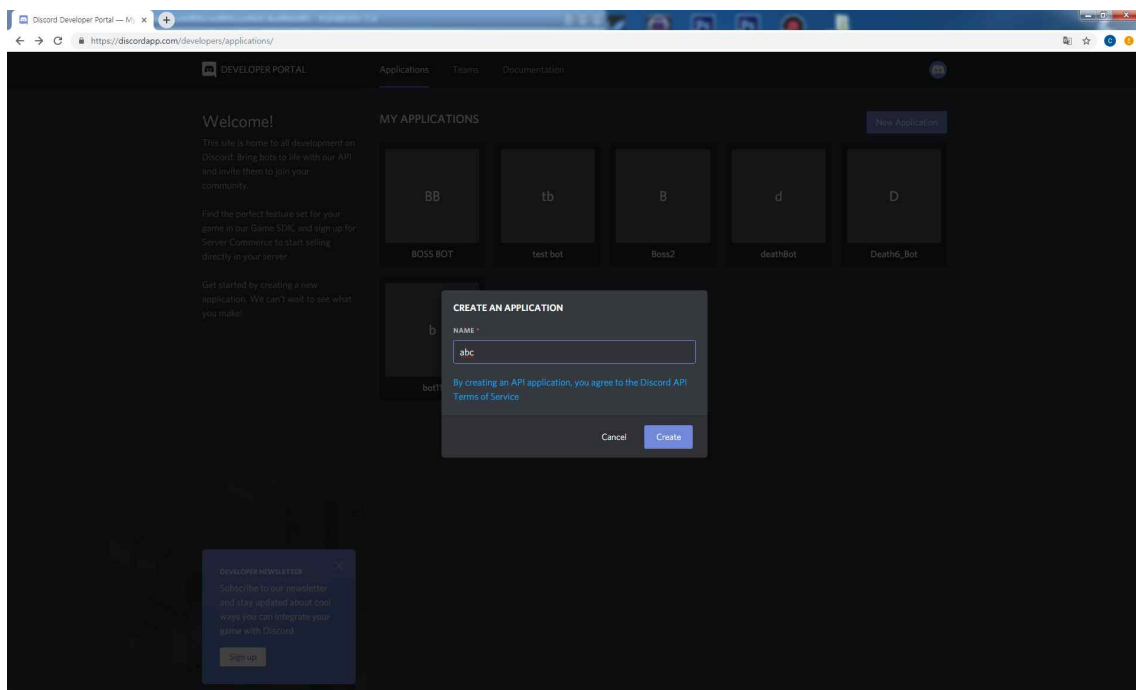 Discord Developer Portal — My
https://discordapp.com/developers/applications/
DEVELOPER PORTAL
Applications
Teams
Documentation
Welcome!
This site is home to all development on
Discord. Bring bots to life with our API
and invite them to join your
community.
Find the perfect feature set for your
game in our Game SDK, and sign up for
Server Commerce to start selling
directly in your server.
Get started by creating a new
application. We can't wait to see what
you make!
MY APPLICATIONS
New Application
BB
tb
B
d
D
BOSS BOT
test bot
Boss2
deathBot
Death6_Bot
b
CREATE AN APPLICATION
NAME *
abc
By creating an API application, you agree to the Discord API
Terms of Service
Cancel
Create
DEVELOPER NEWSLETTER
Subscribe to our newsletter
and stay updated about cool
ways you can integrate your
game with Discord
Sign up